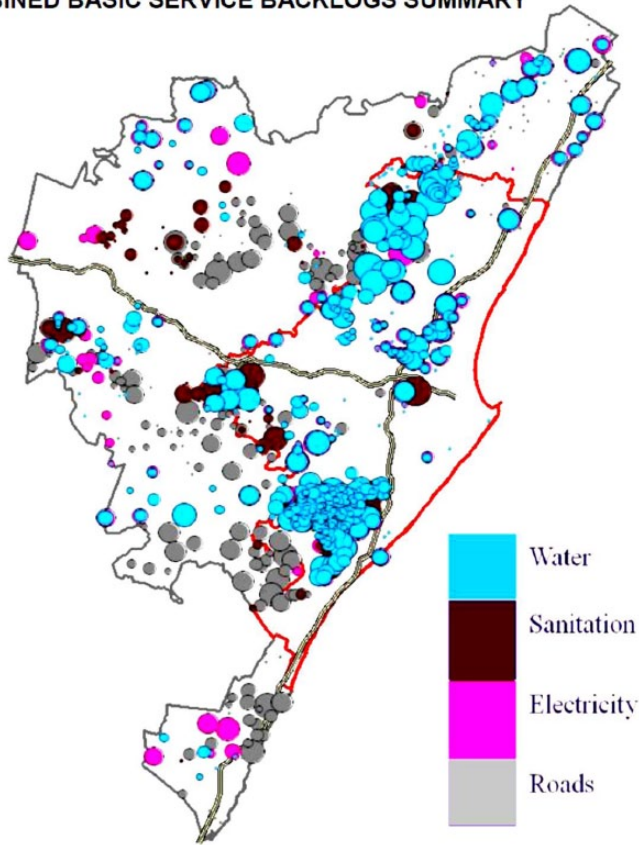 BASIC SERVICE BACKLOGS SUMMARY
Water
Sanitation
Electricity
Roads